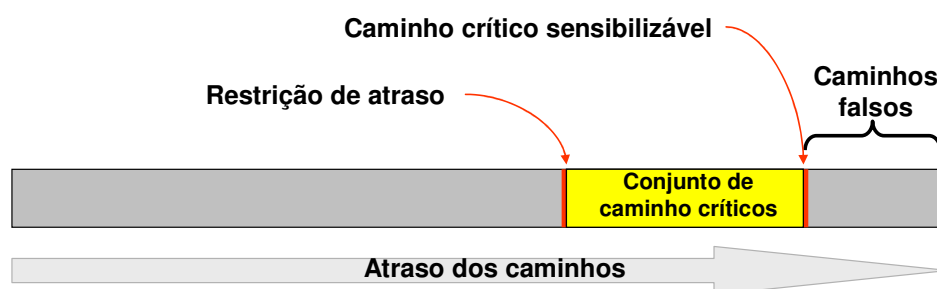 Caminho crítico sensibilizável
Caminhos
falsos
Restrição de atraso
Conjunto de
caminho críticos
Atraso dos caminhos